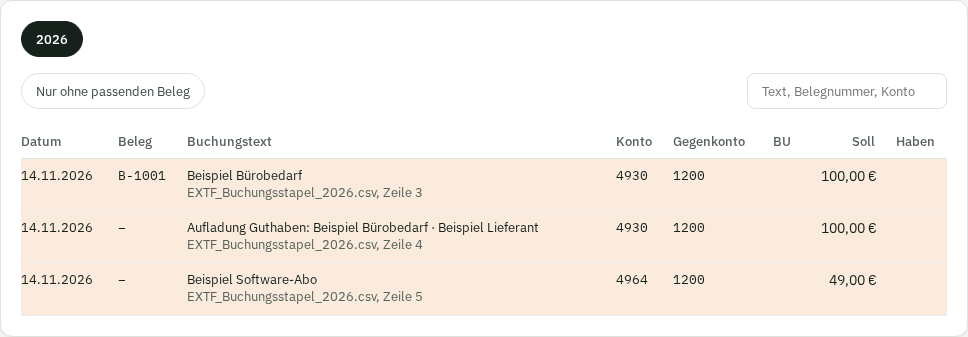 2026
Nur ohne passenden Beleg
Text, Belegnummer, Konto
Datum Beleg Buchungstext Konto Gegenkonto BU Soll Haben
14.11.2026 B-1001 Beispiel Bürobedarf 4930 1200 100,00 €
EXTF_Buchungsstapel_2026.csv, Zeile 3
14.11.2026 – Aufladung Guthaben: Beispiel Bürobedarf · Beispiel Lieferant 4930 1200 100,00 €
EXTF_Buchungsstapel_2026.csv, Zeile 4
14.11.2026 – Beispiel Software-Abo 4964 1200 49,00 €
EXTF_Buchungsstapel_2026.csv, Zeile 5